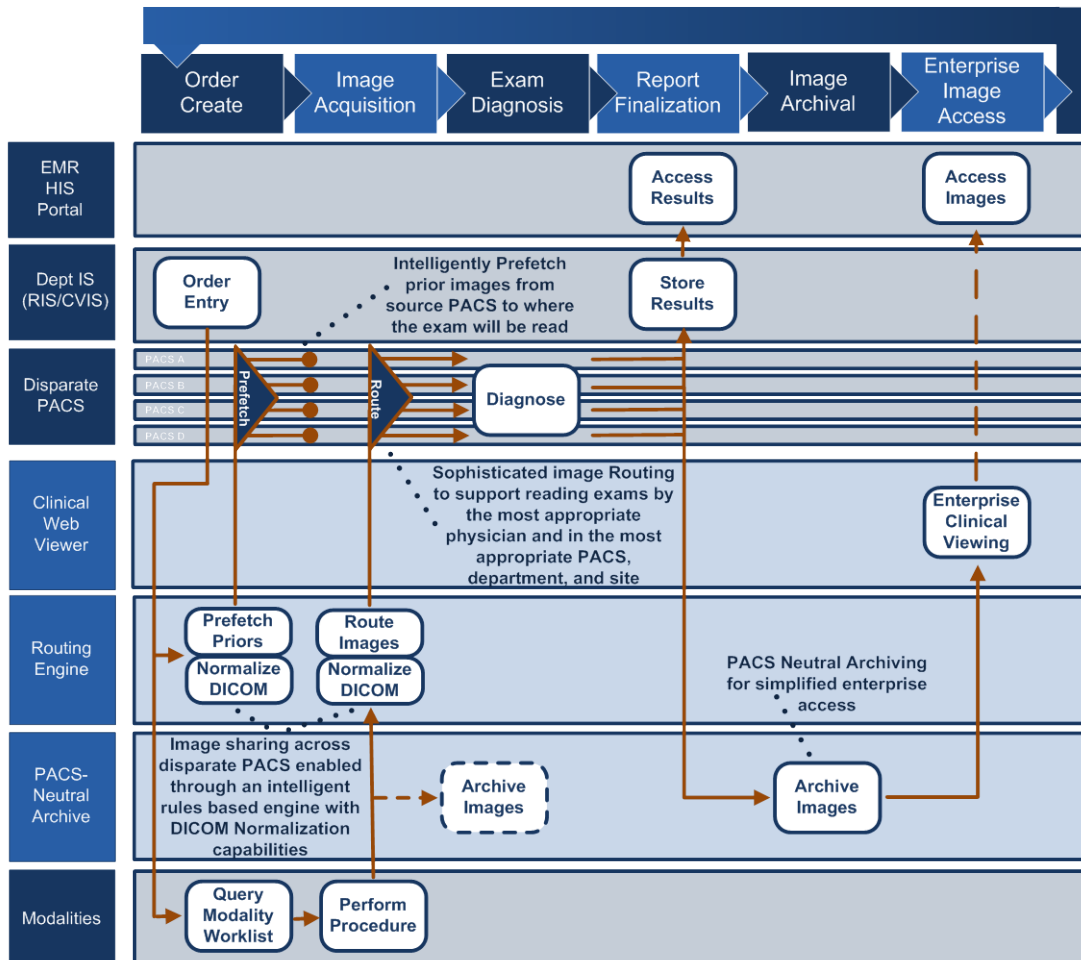 Order
Create
Image
Acquisition
Exam
Diagnosis
Report
Finalization
Image
Archival
Enterprise
Image
Access
EMR
HIS
Portal
Access
Results
Access
Images
Dept IS
(RIS/CVIS)
Order
Entry
Intelligently Prefetch
prior images from
source PACS to where
the exam will be read
Store
Results
Disparate
PACS
PACS A
PACS B
PACS C
PACS D
Prefetch
Route
Diagnose
Clinical
Web
Viewer
Sophisticated image Routing
to support reading exams by
the most appropriate
physician and in the most
appropriate PACS,
department, and site
Enterprise
Clinical
Viewing
Routing
Engine
Prefetch
Priors
Normalize
DICOM
Route
Images
Normalize
DICOM
PACS Neutral Archiving
for simplified enterprise
access
PACS-
Neutral
Archive
Image sharing across
disparate PACS enabled
through an intelligent
rules based engine with
DICOM Normalization
capabilities
Archive
Images
Archive
Images
Modalities
Query
Modality
Worklist
Perform
Procedure